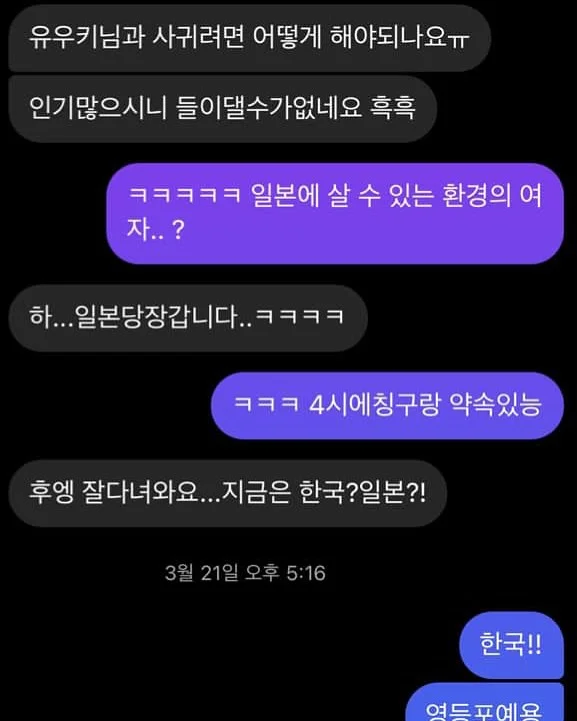 유우키님과 사귀려면 어떻게 해야되나요ㅠ
인기많으시니 들이댈수가없네요 흑흑
ㅋㅋㅋㅋㅋ 일본에 살 수 있는 환경의 여
자.. ?
하...일본당장갑니다..ㅋㅋㅋㅋ
ㅋㅋㅋ 4시에칭구랑 약속있능
후엥 잘다녀와요...지금은 한국?일본?!
3월 21일 오후 5:16
한국!!
영등포예용